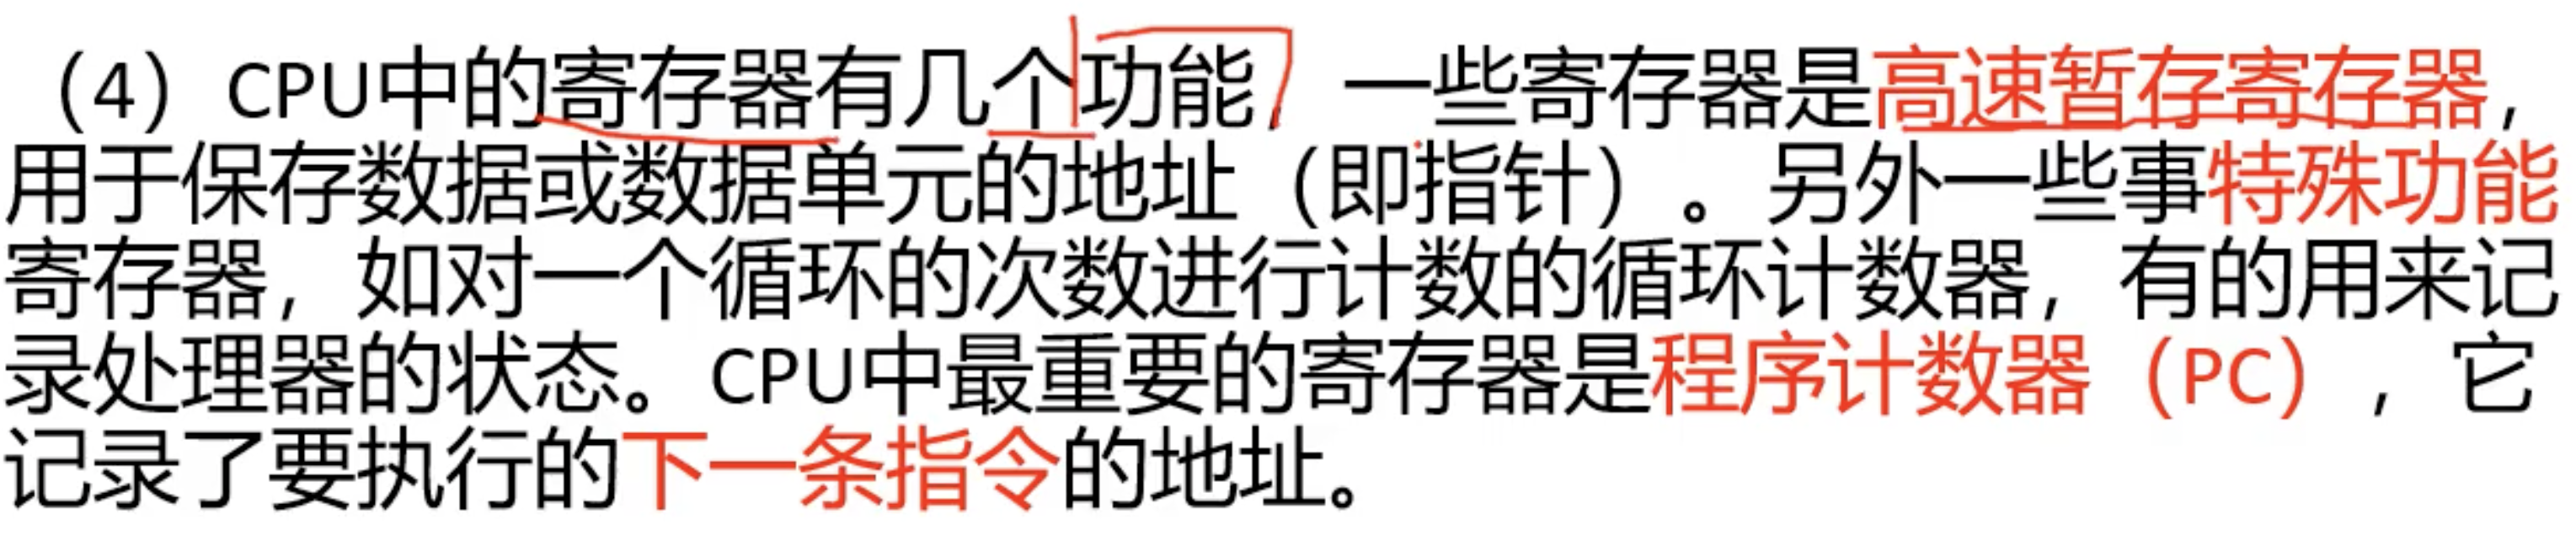 （4）CPU中的寄存器有几个功能，一些寄存器是高速暂存寄存器，
用于保存数据或数据单元的地址（即指针）。另外一些事特殊功能
寄存器，如对一个循环的次数进行计数的循环计数器，有的用来记
录处理器的状态。CPU中最重要的寄存器是程序计数器（PC），它
记录了要执行的下一条指令的地址。